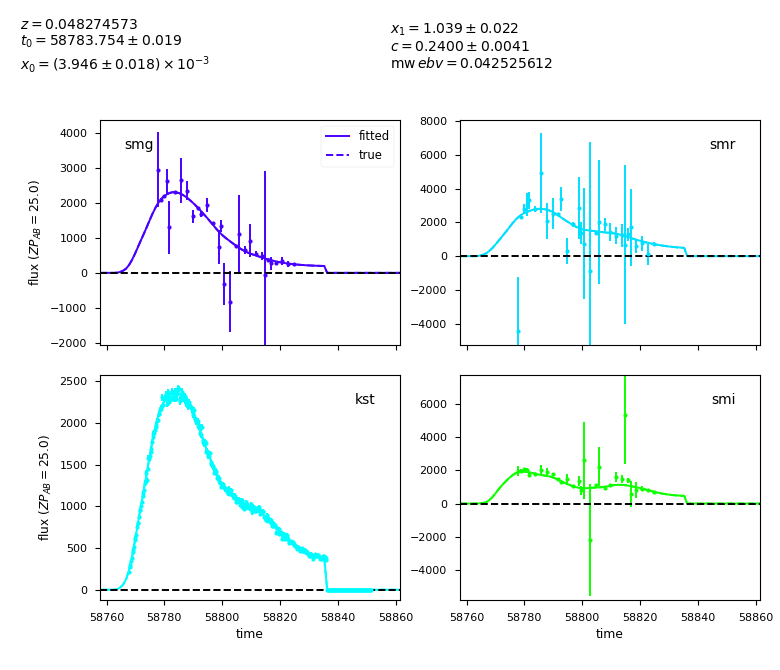 z = 0.048274573
t₀ = 58783.754 ± 0.019
x₀ = (3.946 ± 0.018) × 10⁻³
x₁ = 1.039 ± 0.022
c = 0.2400 ± 0.0041
mw ebv = 0.042525612
smg
fitted
true
4000
3000
2000
1000
0
−1000
−2000
flux (ZP_AB = 25.0)
smr
8000
6000
4000
2000
0
−2000
−4000
kst
2500
2000
1500
1000
500
0
flux (ZP_AB = 25.0)
58760 58780 58800 58820 58840 58860
time
smi
6000
4000
2000
0
−2000
−4000
58760 58780 58800 58820 58840 58860
time